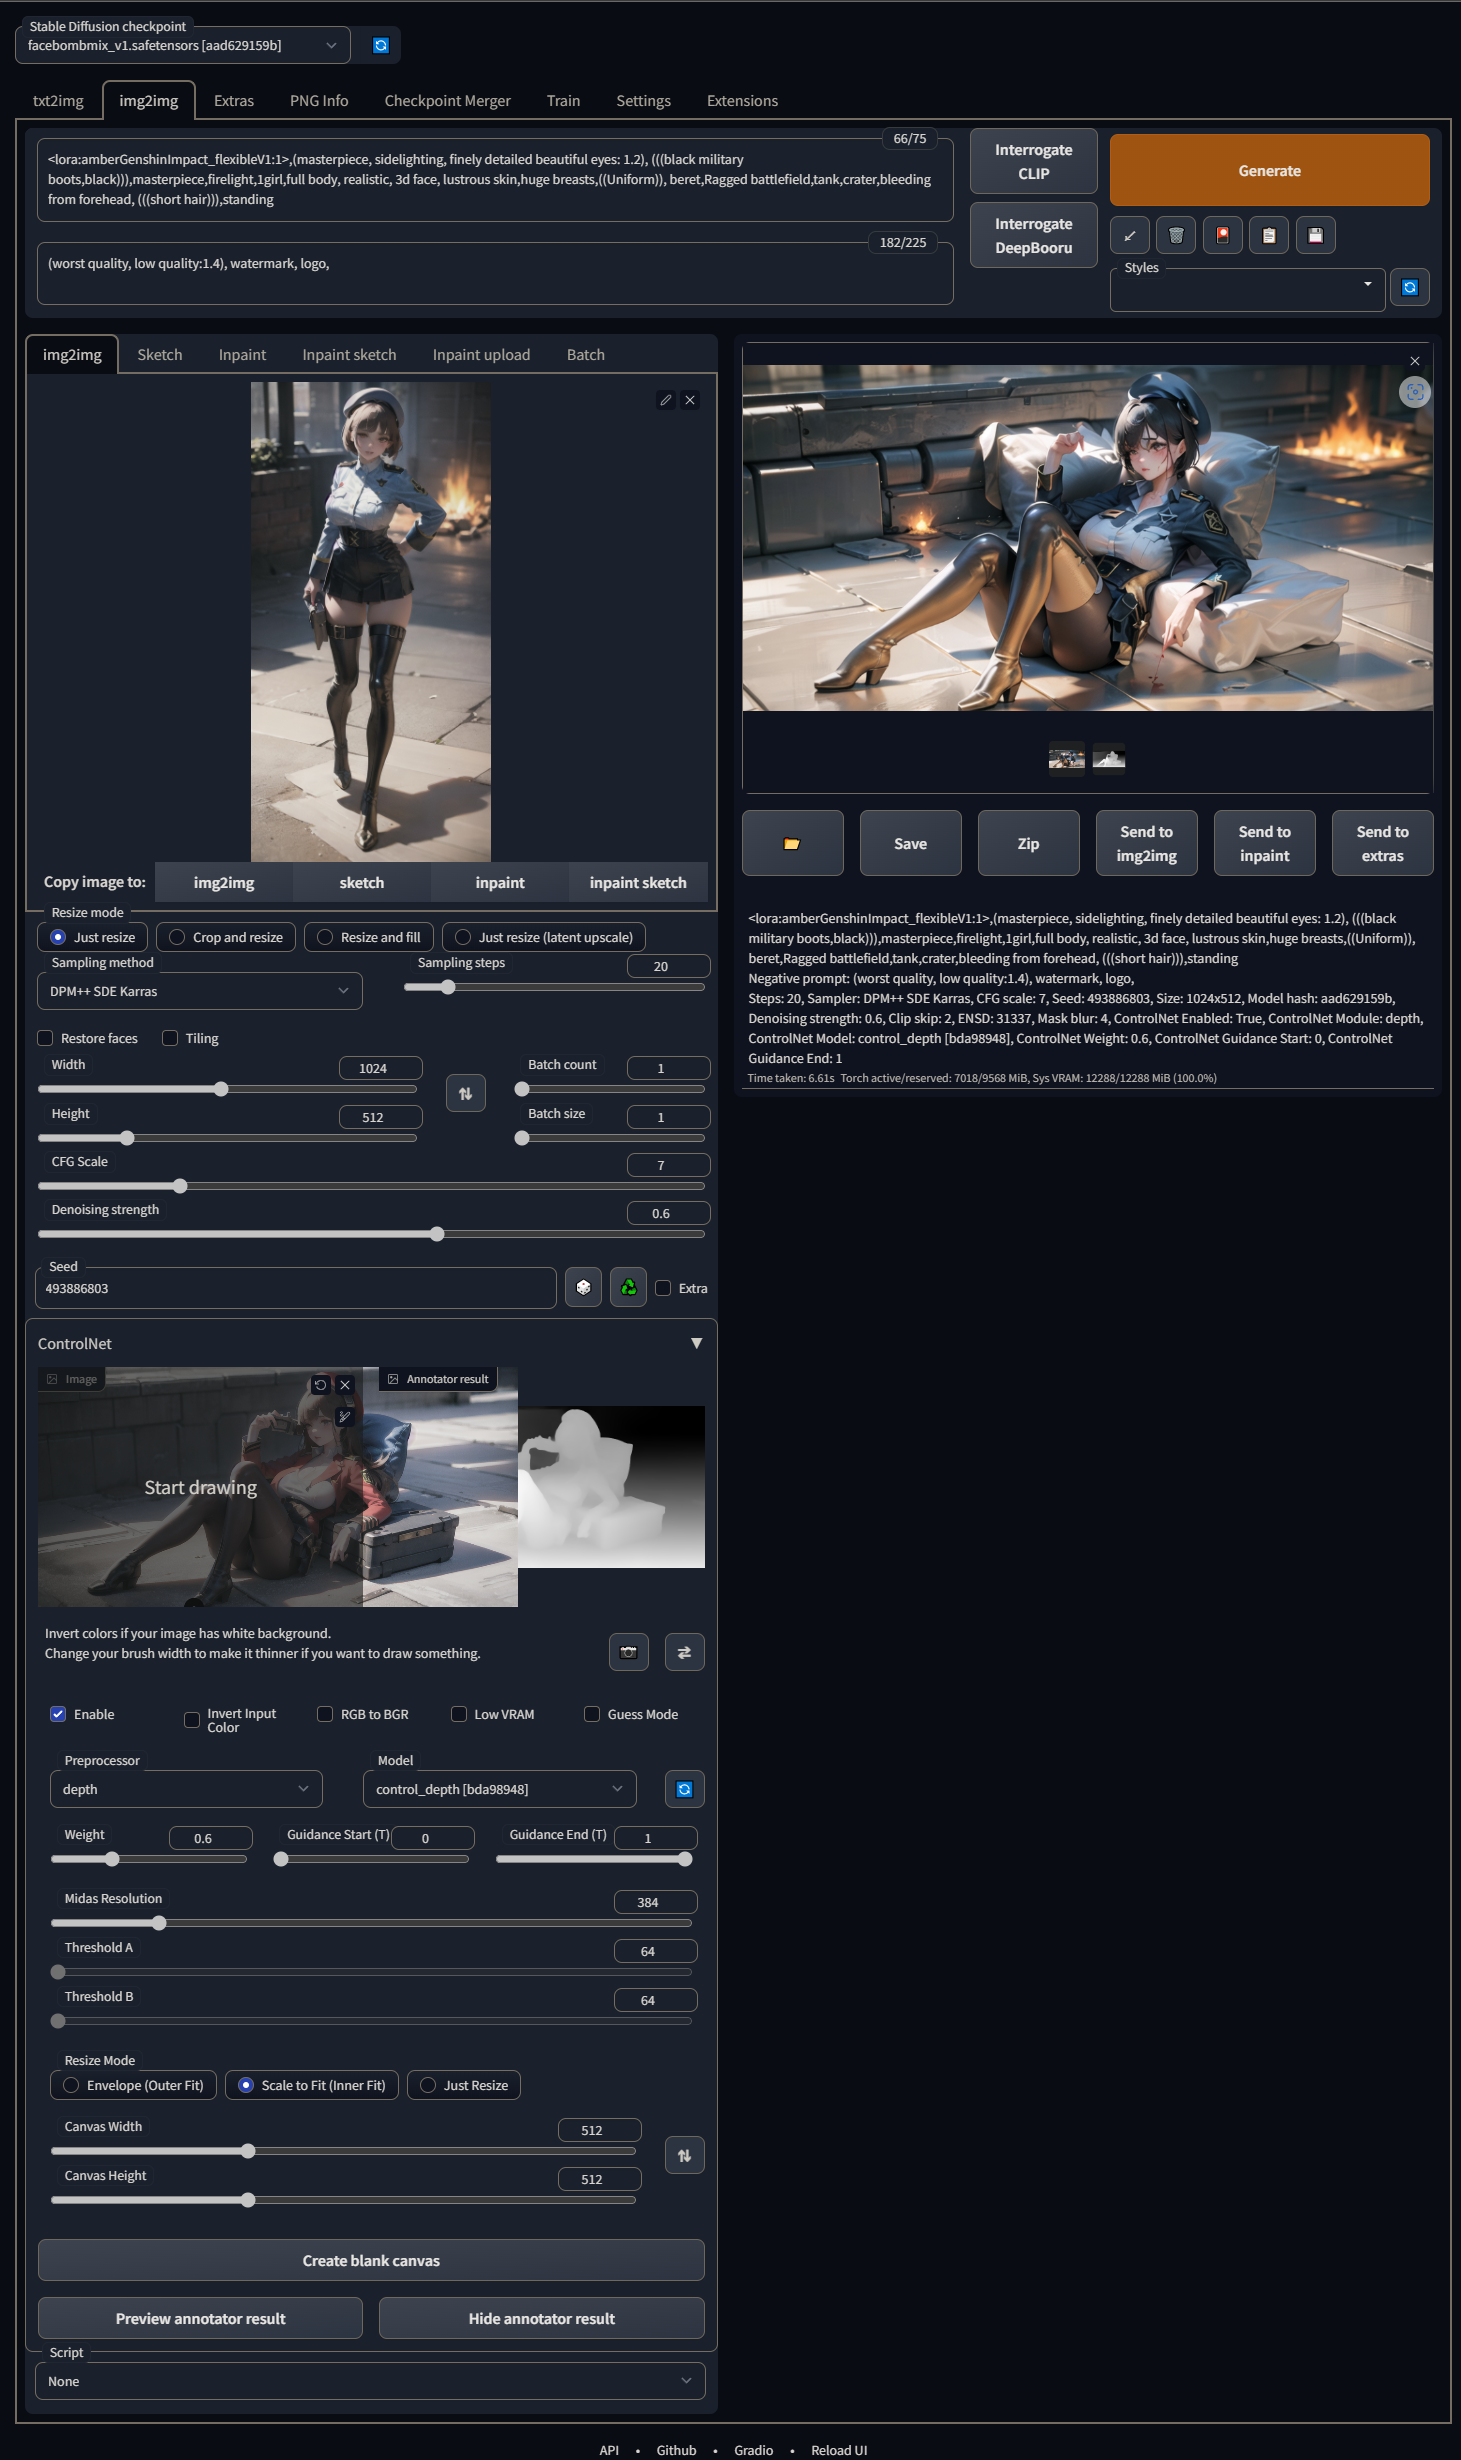 Stable Diffusion checkpoint
facebombmix_v1.safetensors [aad629159b]
txt2img
img2img
Extras
PNG Info
Checkpoint Merger
Train
Settings
Extensions
66/75
<lora:amberGenshinImpact_flexibleV1:1>,(masterpiece, sidelighting, finely detailed beautiful eyes: 1.2), (((black military
boots,black))),masterpiece,firelight,1girl,full body, realistic, 3d face, lustrous skin,huge breasts,((Uniform)), beret,Ragged battlefield,tank,crater,bleeding
from forehead, (((short hair))),standing
182/225
(worst quality, low quality:1.4), watermark, logo,
Interrogate
CLIP
Interrogate
DeepBooru
Generate
Styles
img2img
Sketch
Inpaint
Inpaint sketch
Inpaint upload
Batch
Copy image to:
img2img
sketch
inpaint
inpaint sketch
Resize mode
Just resize
Crop and resize
Resize and fill
Just resize (latent upscale)
Sampling method
DPM++ SDE Karras
Sampling steps
20
Restore faces
Tiling
Width
1024
Height
512
Batch count
1
Batch size
1
CFG Scale
7
Denoising strength
0.6
Seed
493886803
Extra
ControlNet
Image
Start drawing
Annotator result
Invert colors if your image has white background.
Change your brush width to make it thinner if you want to draw something.
Enable
Invert Input
Color
RGB to BGR
Low VRAM
Guess Mode
Preprocessor
depth
Model
control_depth [bda98948]
Weight
0.6
Guidance Start (T)
0
Guidance End (T)
1
Midas Resolution
384
Threshold A
64
Threshold B
64
Resize Mode
Envelope (Outer Fit)
Scale to Fit (Inner Fit)
Just Resize
Canvas Width
512
Canvas Height
512
Create blank canvas
Preview annotator result
Hide annotator result
Script
None
Save
Zip
Send to
img2img
Send to
inpaint
Send to
extras
<lora:amberGenshinImpact_flexibleV1:1>,(masterpiece, sidelighting, finely detailed beautiful eyes: 1.2), (((black
military boots,black))),masterpiece,firelight,1girl,full body, realistic, 3d face, lustrous skin,huge breasts,((Uniform)),
beret,Ragged battlefield,tank,crater,bleeding from forehead, (((short hair))),standing
Negative prompt: (worst quality, low quality:1.4), watermark, logo,
Steps: 20, Sampler: DPM++ SDE Karras, CFG scale: 7, Seed: 493886803, Size: 1024x512, Model hash: aad629159b,
Denoising strength: 0.6, Clip skip: 2, ENSD: 31337, Mask blur: 4, ControlNet Enabled: True, ControlNet Module: depth,
ControlNet Model: control_depth [bda98948], ControlNet Weight: 0.6, ControlNet Guidance Start: 0, ControlNet
Guidance End: 1
Time taken: 6.61s Torch active/reserved: 7018/9568 MiB, Sys VRAM: 12288/12288 MiB (100.0%)
API • Github • Gradio • Reload UI